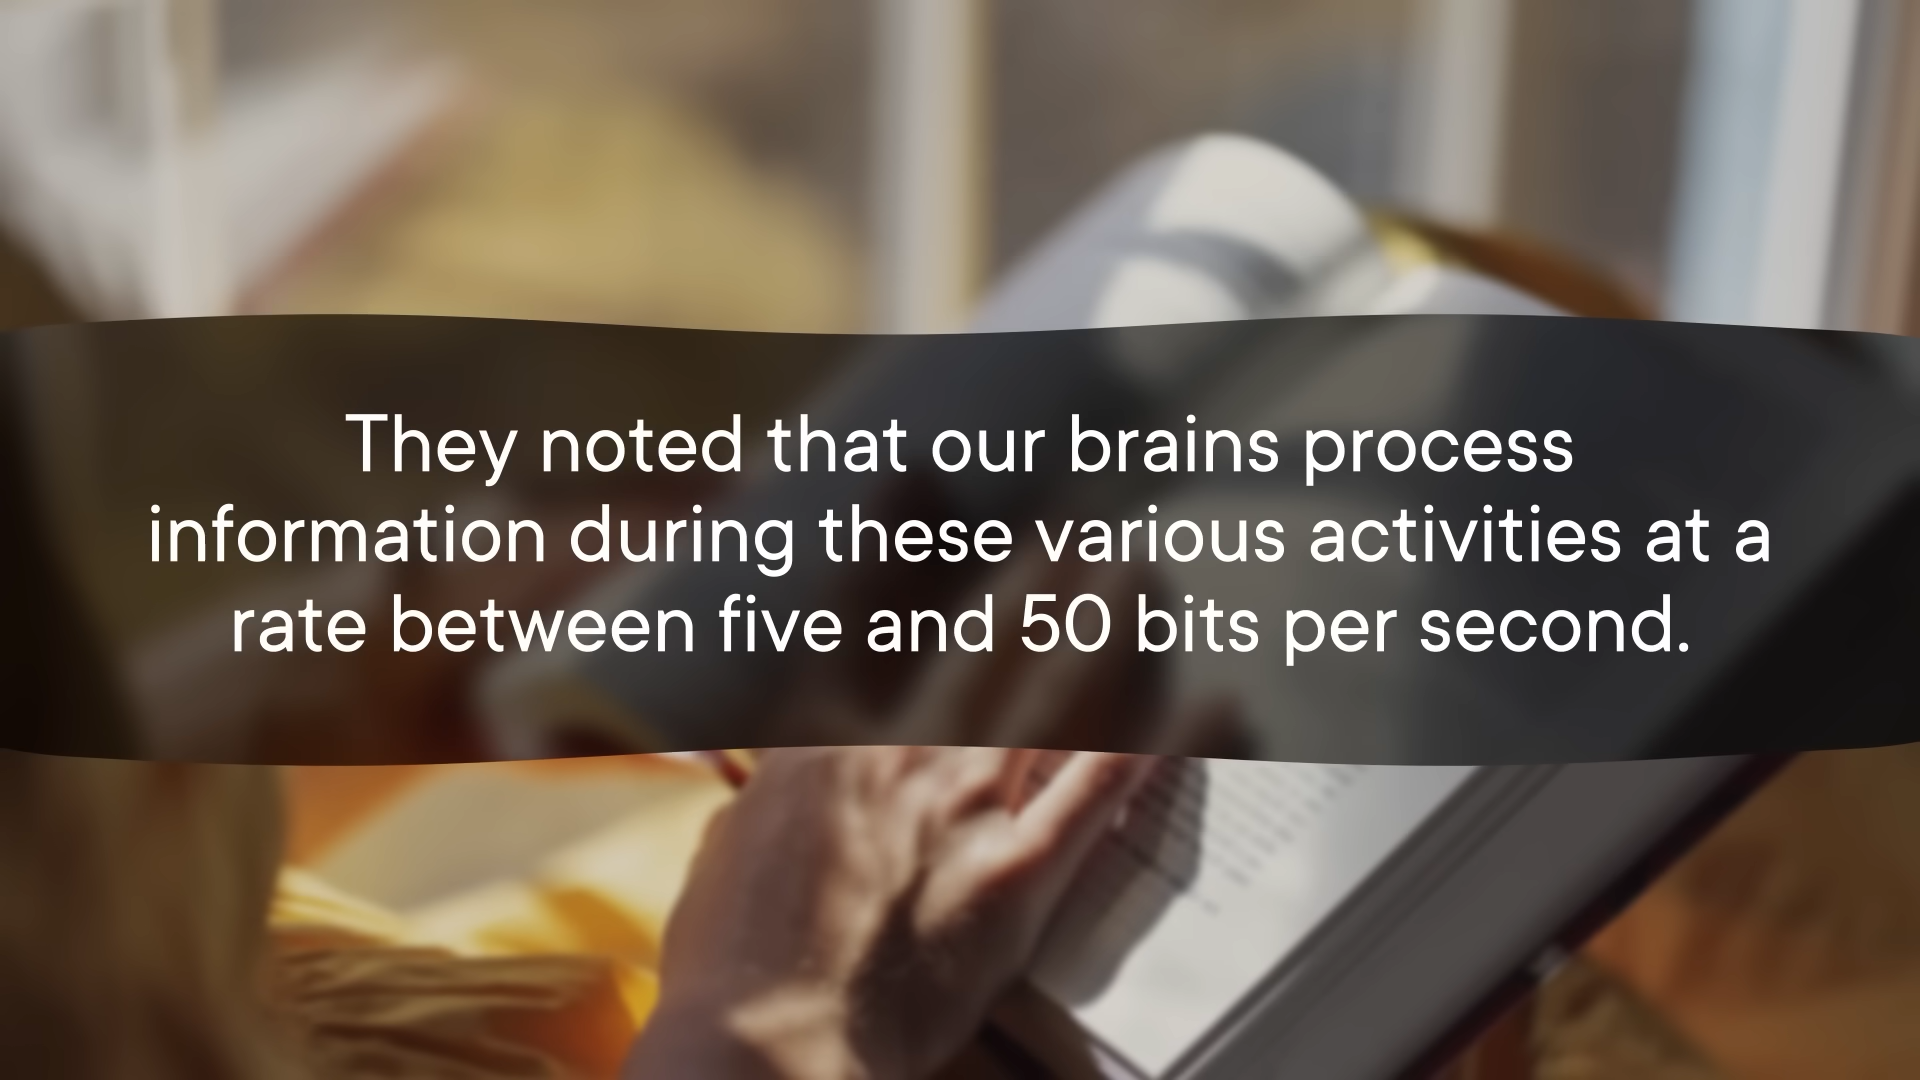 They noted that our brains process
information during these various activities at a
rate between five and 50 bits per second.